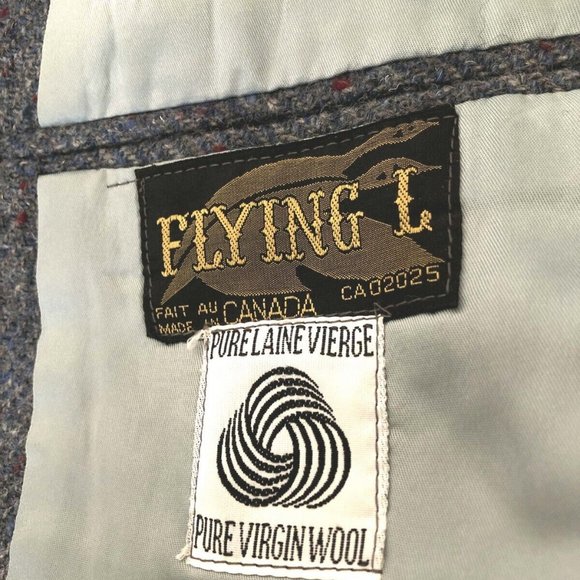 FLYING L
FAIT AU
MADE IN CANADA CA02025
PURE LAINE VIERGE
PURE VIRGIN WOOL